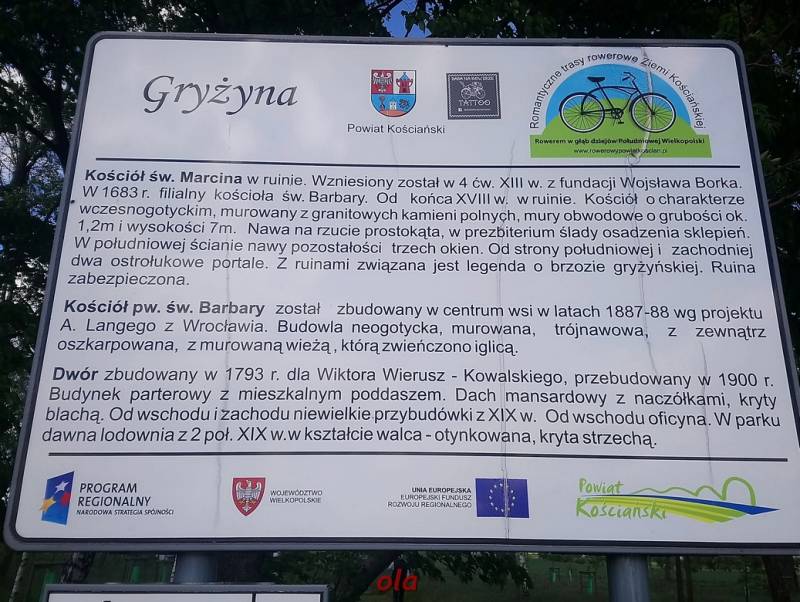 Gryżyna
Powiat Kościański
TATTOO
Romantyczne trasy rowerowe Ziemi Kościańskiej
Rowerem w głąb dziejów Południowej Wielkopolski
www.rowerowypowiatkoscian.pl
Kościół św. Marcina w ruinie. Wzniesiony został w 4 ćw. XIII w. z fundacji Wojsława Borka.
W 1683 r. filialny kościoła św. Barbary. Od końca XVIII w. w ruinie. Kościół o charakterze
wczesnogotyckim, murowany z granitowych kamieni polnych, mury obwodowe o grubości ok.
1,2m i wysokości 7m. Nawa na rzucie prostokąta, w prezbiterium ślady osadzenia sklepień.
W południowej ścianie nawy pozostałości trzech okien. Od strony południowej i zachodniej
dwa ostrołukowe portale. Z ruinami związana jest legenda o brzozie gryżyńskiej. Ruina
zabezpieczona.
Kościół pw. św. Barbary został zbudowany w centrum wsi w latach 1887-88 wg projektu
A. Langego z Wrocławia. Budowla neogotycka, murowana, trójnawowa, z zewnątrz
oszkarpowana, z murowaną wieżą, którą zwieńczono iglicą.
Dwór zbudowany w 1793 r. dla Wiktora Wierusz - Kowalskiego, przebudowany w 1900 r.
Budynek parterowy z mieszkalnym poddaszem. Dach mansardowy z naczółkami, kryty
blachą. Od wschodu i zachodu niewielkie przybudówki z XIX w. Od wschodu oficyna. W parku
dawna lodownia z 2 poł. XIX w.w kształcie walca - otynkowana, kryta strzechą.
PROGRAM
REGIONALNY
NARODOWA STRATEGIA SPÓJNOŚCI
WOJEWÓDZTWO
WIELKOPOLSKIE
UNIA EUROPEJSKA
EUROPEJSKI FUNDUSZ
ROZWOJU REGIONALNEGO
Powiat
Kościański
ola